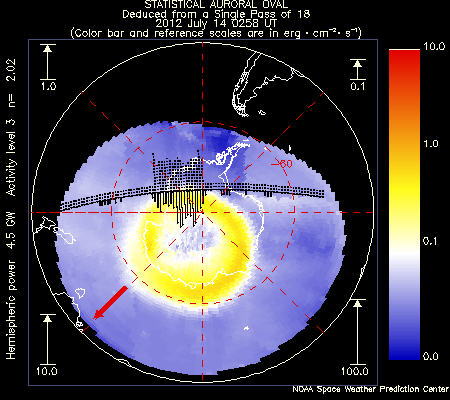 STATISTICAL AURORAL OVAL
Deduced from a Single Pass of 18
2012 July 14 0258 UT
(Color bar and reference scales are in erg·cm⁻²·s⁻¹)
1.0
0.1
10.0
1.0
0.1
0.0
-60
Hemispheric power 4.5 GW Activity level 3 n= 2.02
10.0
100.0
NOAA Space Weather Prediction Center